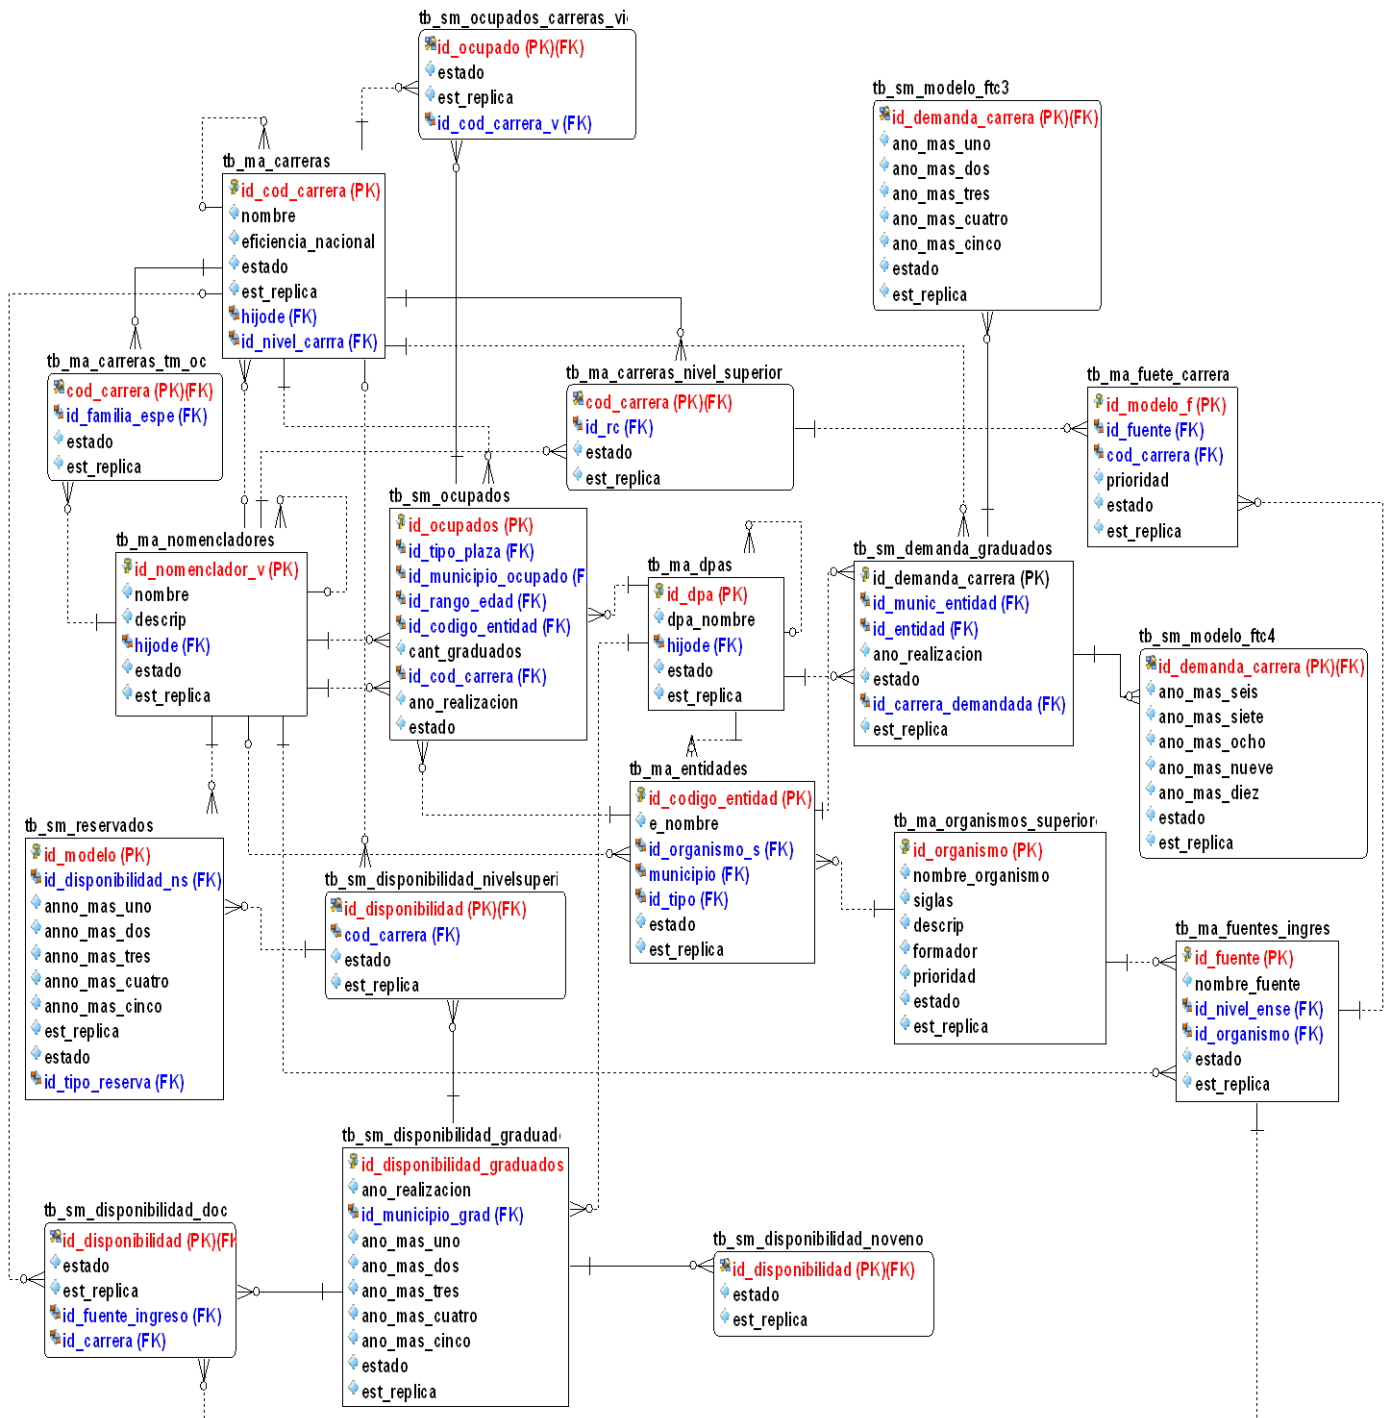 tb_sm_ocupados_carreras_vi
id_ocupado (PK)(FK)
estado
est_replica
id_cod_carrera_v (FK)
tb_sm_modelo_ftc3
id_demanda_carrera (PK)(FK)
ano_mas_uno
ano_mas_dos
ano_mas_tres
ano_mas_cuatro
ano_mas_cinco
estado
est_replica
tb_ma_carreras
id_cod_carrera (PK)
nombre
eficiencia_nacional
estado
est_replica
hijode (FK)
id_nivel_carrra (FK)
tb_ma_carreras_tm_oc
cod_carrera (PK)(FK)
id_familia_espe (FK)
estado
est_replica
tb_ma_carreras_nivel_superior
cod_carrera (PK)(FK)
id_rc (FK)
estado
est_replica
tb_ma_fuete_carrera
id_modelo_f (PK)
id_fuente (FK)
cod_carrera (FK)
prioridad
estado
est_replica
tb_sm_ocupados
id_ocupados (PK)
id_tipo_plaza (FK)
id_municipio_ocupado (F
id_rango_edad (FK)
id_codigo_entidad (FK)
cant_graduados
id_cod_carrera (FK)
ano_realizacion
estado
tb_ma_nomencladores
id_nomenclador_v (PK)
nombre
descrip
hijode (FK)
estado
est_replica
tb_ma_dpas
id_dpa (PK)
dpa_nombre
hijode (FK)
estado
est_replica
tb_sm_demanda_graduados
id_demanda_carrera (PK)
id_munic_entidad (FK)
id_entidad (FK)
ano_realizacion
estado
id_carrera_demandada (FK)
est_replica
tb_sm_modelo_ftc4
id_demanda_carrera (PK)(FK)
ano_mas_seis
ano_mas_siete
ano_mas_ocho
ano_mas_nueve
ano_mas_diez
estado
est_replica
tb_ma_entidades
id_codigo_entidad (PK)
e_nombre
id_organismo_s (FK)
municipio (FK)
id_tipo (FK)
estado
est_replica
tb_ma_organismos_superior
id_organismo (PK)
nombre_organismo
siglas
descrip
formador
prioridad
estado
est_replica
tb_sm_reservados
id_modelo (PK)
id_disponibilidad_ns (FK)
anno_mas_uno
anno_mas_dos
anno_mas_tres
anno_mas_cuatro
anno_mas_cinco
est_replica
estado
id_tipo_reserva (FK)
tb_sm_disponibilidad_nivelsuperi
id_disponibilidad (PK)(FK)
cod_carrera (FK)
estado
est_replica
tb_ma_fuentes_ingres
id_fuente (PK)
nombre_fuente
id_nivel_ense (FK)
id_organismo (FK)
estado
est_replica
tb_sm_disponibilidad_graduad
id_disponibilidad_graduados
ano_realizacion
id_municipio_grad (FK)
ano_mas_uno
ano_mas_dos
ano_mas_tres
ano_mas_cuatro
ano_mas_cinco
estado
est_replica
tb_sm_disponibilidad_doc
id_disponibilidad (PK)(FK
estado
est_replica
id_fuente_ingreso (FK)
id_carrera (FK)
tb_sm_disponibilidad_noveno
id_disponibilidad (PK)(FK)
estado
est_replica